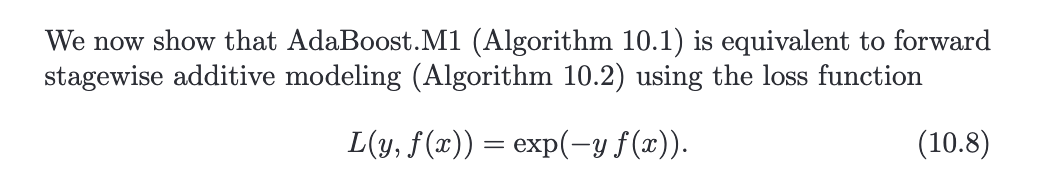 We now show that AdaBoost.M1 (Algorithm 10.1) is equivalent to forward
stagewise additive modeling (Algorithm 10.2) using the loss function
L(y, f(x)) = exp(−y f(x)). (10.8)